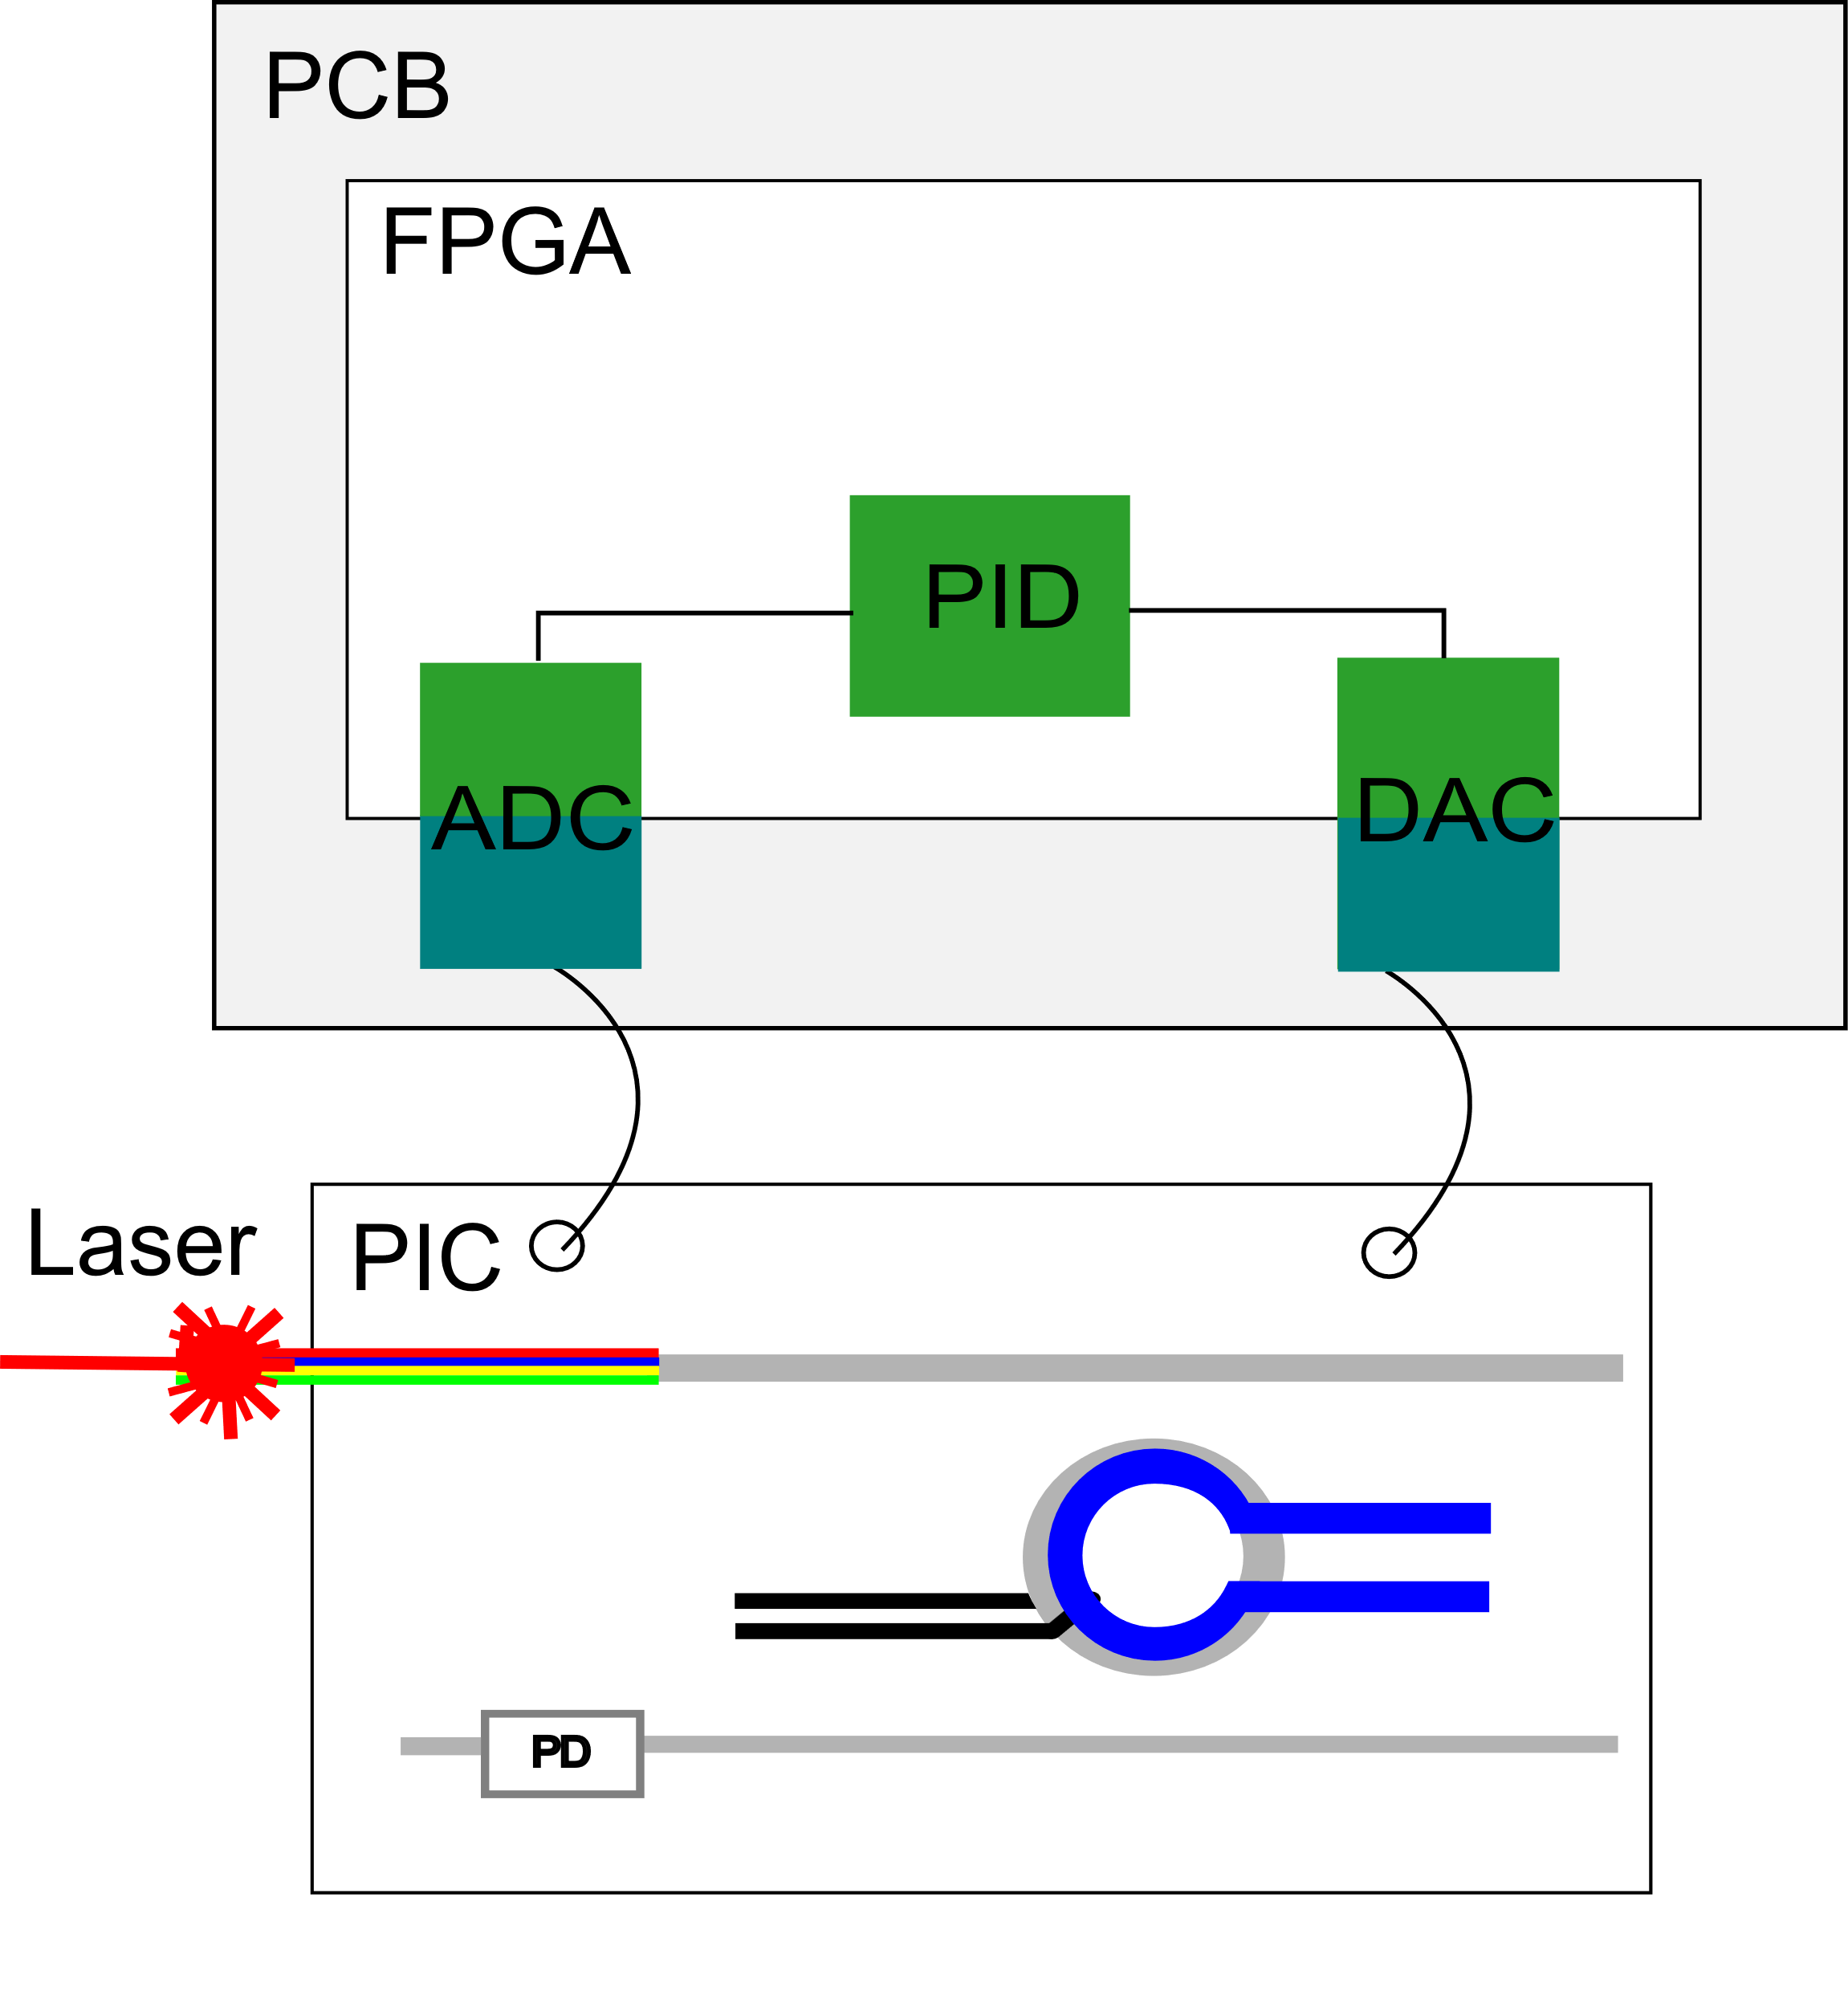 PCB
FPGA
PID
ADC
DAC
Laser
PIC
PD